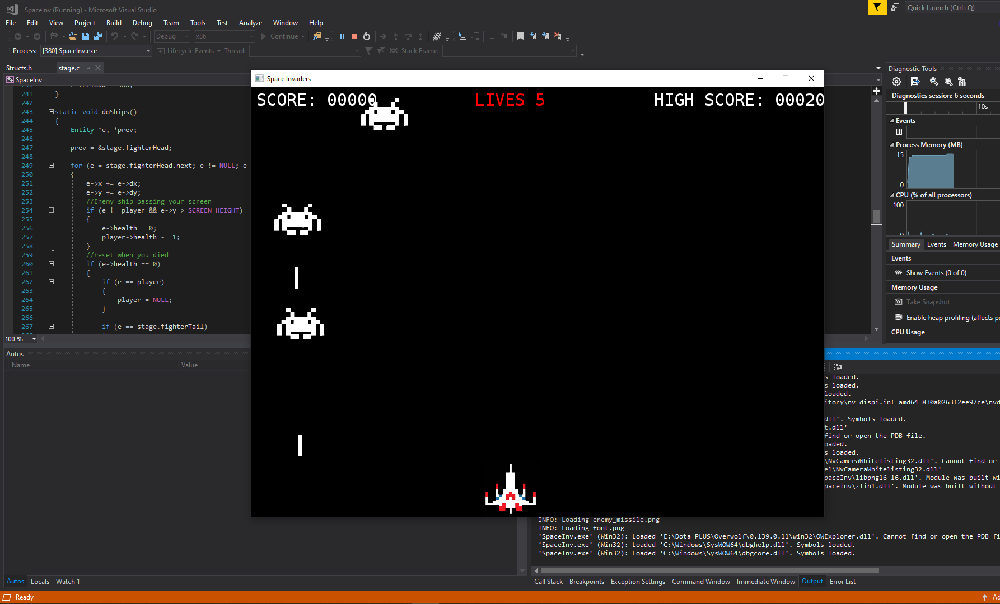 SpaceInv (Running) - Microsoft Visual Studio
Quick Launch (Ctrl+Q)
File Edit View Project Build Debug Team Tools Test Analyze Window Help
Debug x86 Continue
Process: [380] SpaceInv.exe Lifecycle Events Thread: Stack Frame:
Structs.h stage.c
SpaceInv
241 }
242
243 static void doShips()
244 {
245 Entity *e, *prev;
246
247 prev = &stage.fighterHead;
248
249 for (e = stage.fighterHead.next; e != NULL; e
250 {
251 e->x += e->dx;
252 e->y += e->dy;
253 //Enemy ship passing your screen
254 if (e != player && e->y > SCREEN_HEIGHT)
255 {
256 e->health = 0;
257 player->health -= 1;
258 }
259 //reset when you died
260 if (e->health == 0)
261 {
262 if (e == player)
263 {
264 player = NULL;
265 }
266
267 if (e == stage.fighterTail)
100 %
Space Invaders
SCORE: 00000 LIVES 5 HIGH SCORE: 00020
Diagnostic Tools
Diagnostics session: 6 seconds
10s
Events
Process Memory (MB)
15
0
CPU (% of all processors)
100
0
Summary Events Memory Usage
Events
Show Events (0 of 0)
Memory Usage
Take Snapshot
Enable heap profiling (affects pe
CPU Usage
Autos
Name Value
s loaded.
s loaded.
loaded.
itory\nv_dispi.inf_amd64_830a0263f2ee97ce\nvd
dll'. Symbols loaded.
t.dll'
find or open the PDB file.
oaded.
s loaded.
\NvCameraWhitelisting32.dll'. Cannot find or
el\NvCameraWhitelisting32.dll'
paceInv\libpng16-16.dll'. Module was built wi
paceInv\zlib1.dll'. Module was built without
INFO: Loading enemy_missile.png
INFO: Loading font.png
'SpaceInv.exe' (Win32): Loaded 'E:\Dota PLUS\Overwolf\0.139.0.11\win32\OWExplorer.dll'. Cannot find or open the PDB fi
'SpaceInv.exe' (Win32): Loaded 'C:\Windows\SysWOW64\dbghelp.dll'. Symbols loaded.
'SpaceInv.exe' (Win32): Loaded 'C:\Windows\SysWOW64\dbgcore.dll'. Symbols loaded.
Autos Locals Watch 1
Call Stack Breakpoints Exception Settings Command Window Immediate Window Output Error List
Ready
Ad